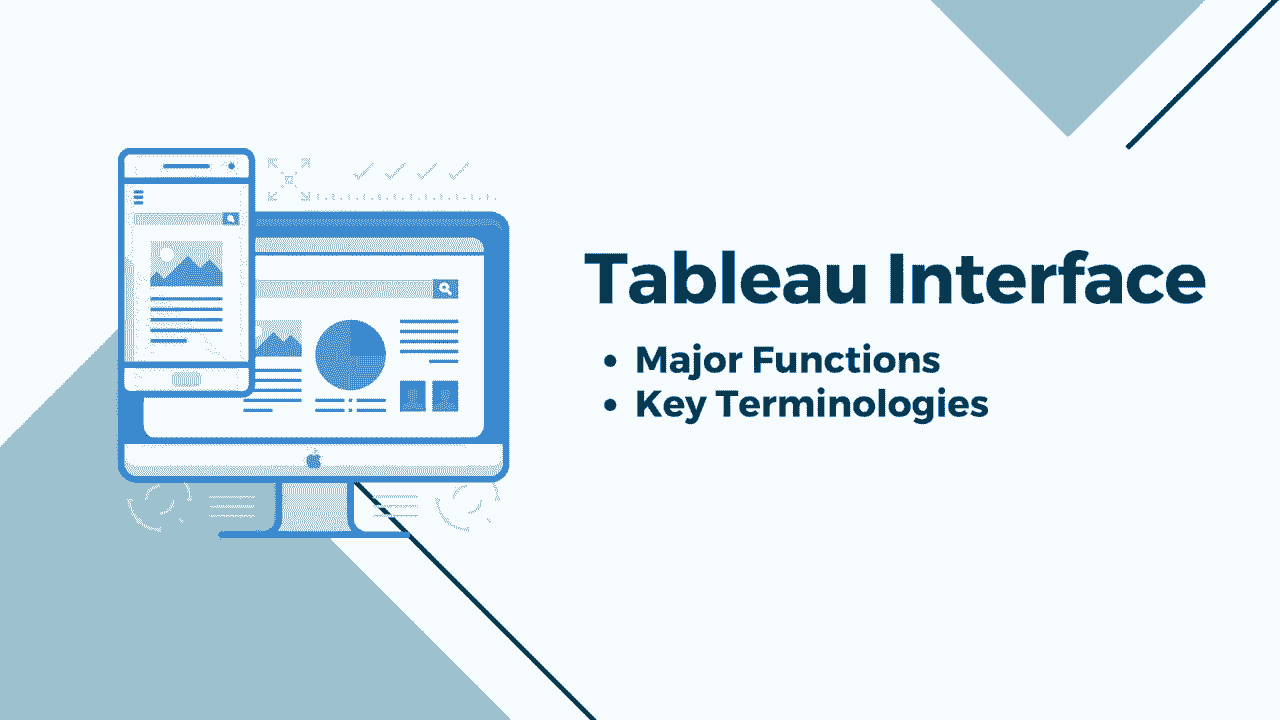 Tableau Interface
• Major Functions
• Key Terminologies